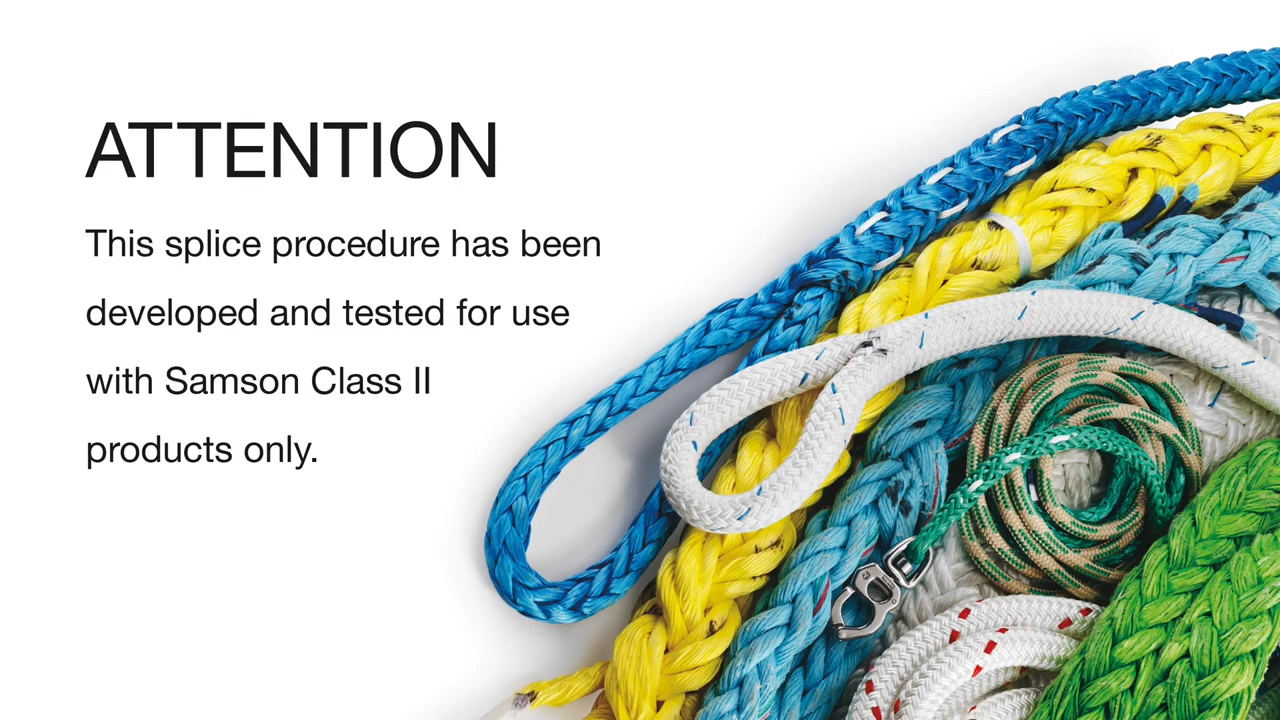 ATTENTION
This splice procedure has been
developed and tested for use
with Samson Class II
products only.